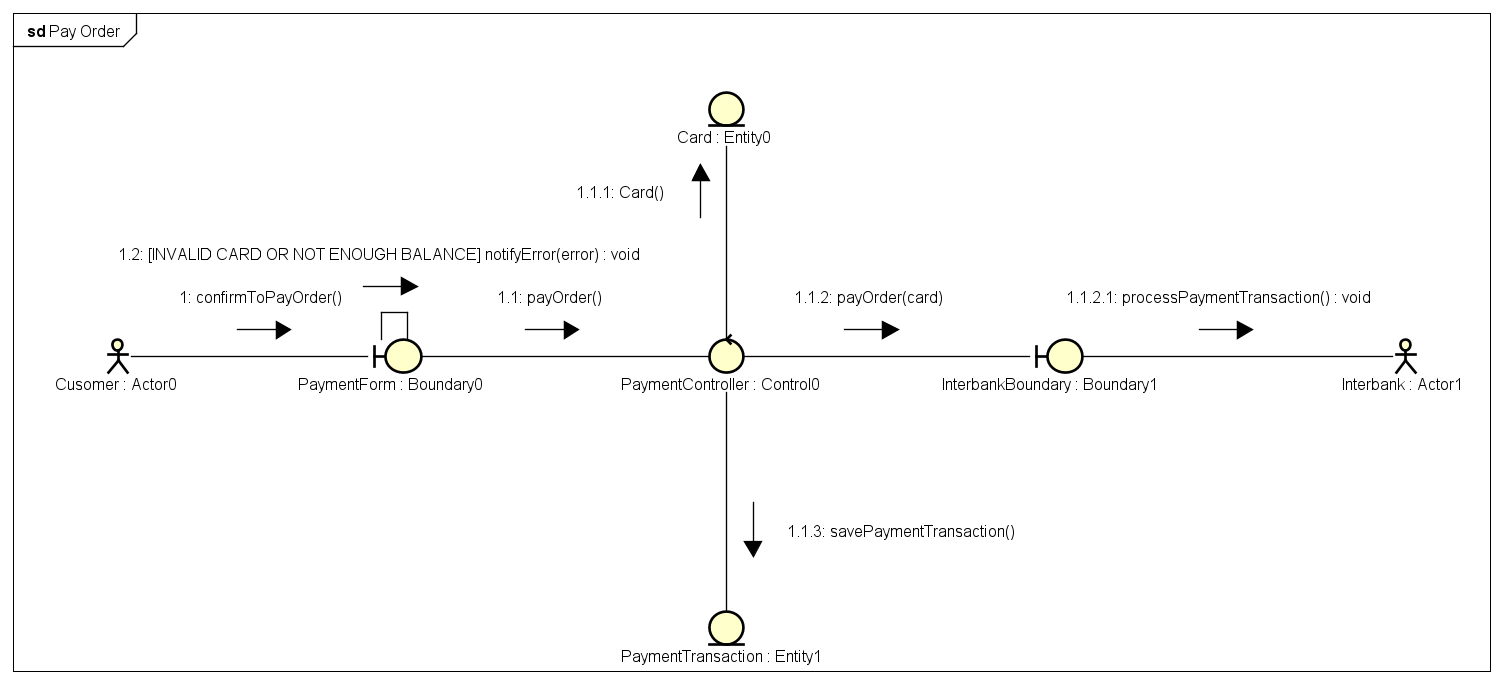 sd Pay Order
Card : Entity0
1.1.1: Card()
1.2: [INVALID CARD OR NOT ENOUGH BALANCE] notifyError(error) : void
1: confirmToPayOrder()
1.1: payOrder()
1.1.2: payOrder(card)
1.1.2.1: processPaymentTransaction() : void
Cusomer : Actor0
PaymentForm : Boundary0
PaymentController : Control0
InterbankBoundary : Boundary1
Interbank : Actor1
1.1.3: savePaymentTransaction()
PaymentTransaction : Entity1